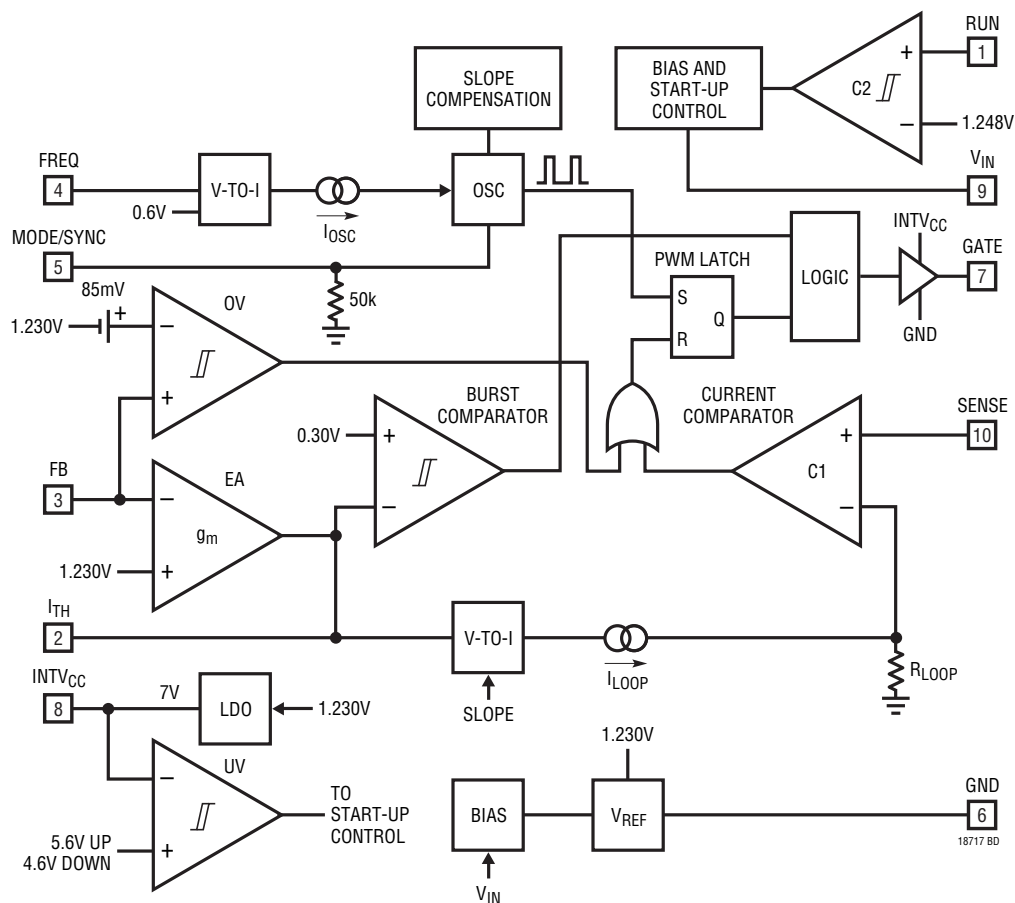 RUN
1
SLOPE
COMPENSATION
BIAS AND
START-UP
CONTROL
C2
+
–
1.248V
VIN
9
FREQ
4
V-TO-I
0.6V
IOSC
OSC
MODE/SYNC
5
50k
PWM LATCH
S
R
Q
LOGIC
INTVCC
GATE
7
GND
85mV
+
1.230V
OV
–
+
BURST
COMPARATOR
0.30V
+
–
CURRENT
COMPARATOR
C1
+
–
SENSE
10
FB
3
EA
–
gm
1.230V
+
ITH
2
V-TO-I
SLOPE
ILOOP
RLOOP
INTVCC
8
7V
LDO
1.230V
UV
–
+
5.6V UP
4.6V DOWN
TO
START-UP
CONTROL
1.230V
BIAS
VIN
VREF
GND
6
18717 BD